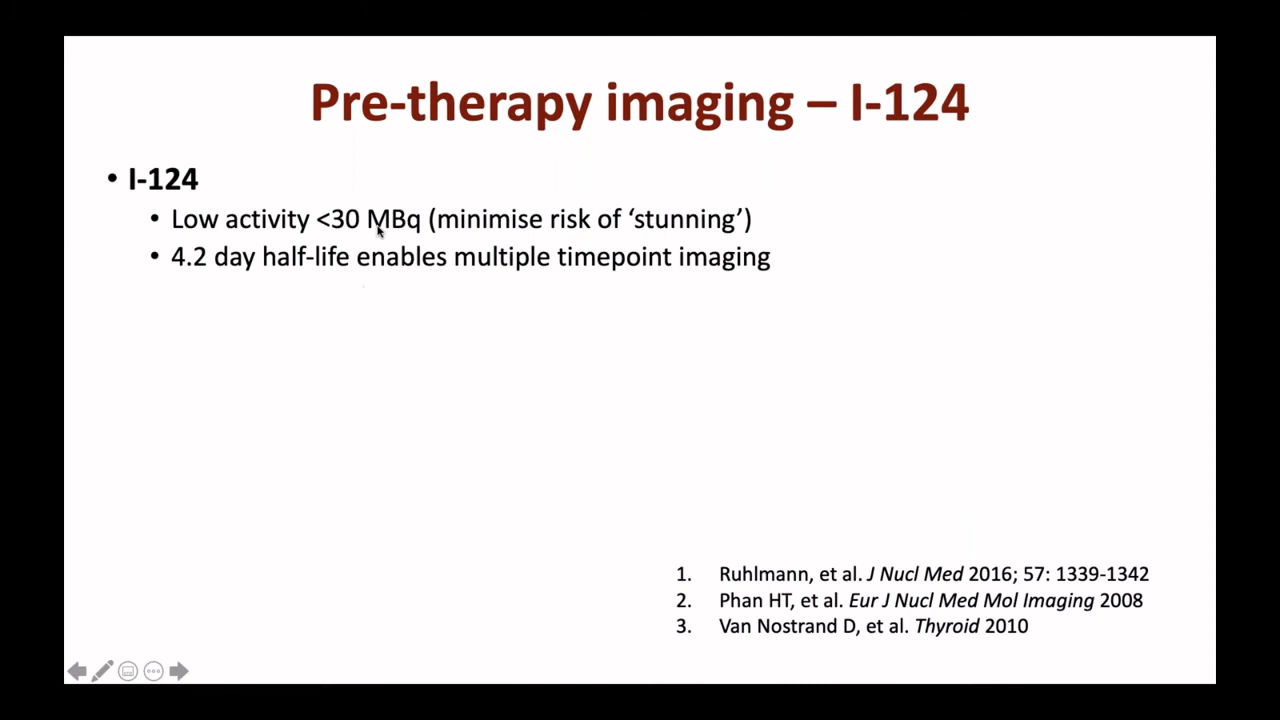 Pre-therapy imaging – I-124
• I-124
• Low activity <30 MBq (minimise risk of ‘stunning’)
• 4.2 day half-life enables multiple timepoint imaging
1. Ruhlmann, et al. J Nucl Med 2016; 57: 1339-1342
2. Phan HT, et al. Eur J Nucl Med Mol Imaging 2008
3. Van Nostrand D, et al. Thyroid 2010